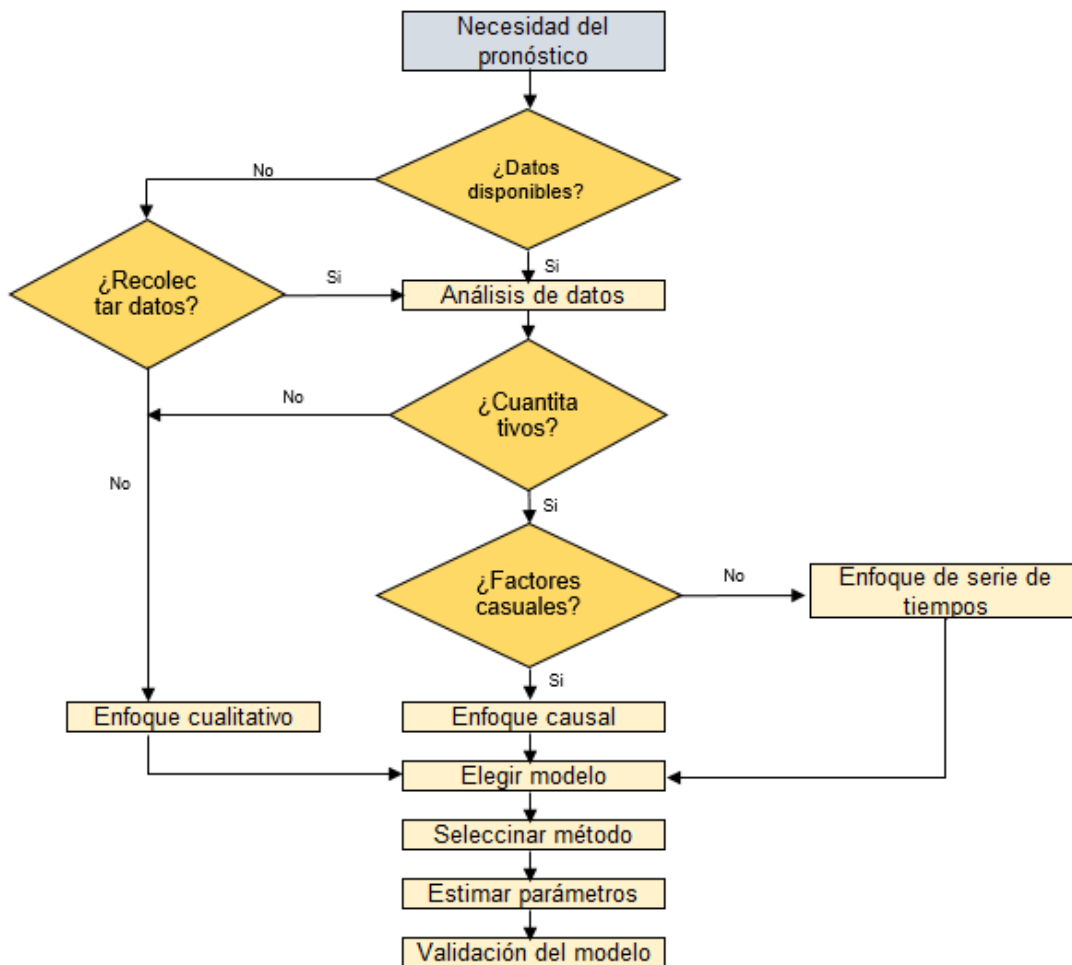 Necesidad del
pronóstico
¿Datos
disponibles?
No
Si
¿Recolec
tar datos?
Si
Análisis de datos
No
¿Cuantita
tivos?
No
Si
¿Factores
casuales?
No
Enfoque de serie de
tiempos
Si
Enfoque cualitativo
Enfoque causal
Elegir modelo
Seleccinar método
Estimar parámetros
Validación del modelo